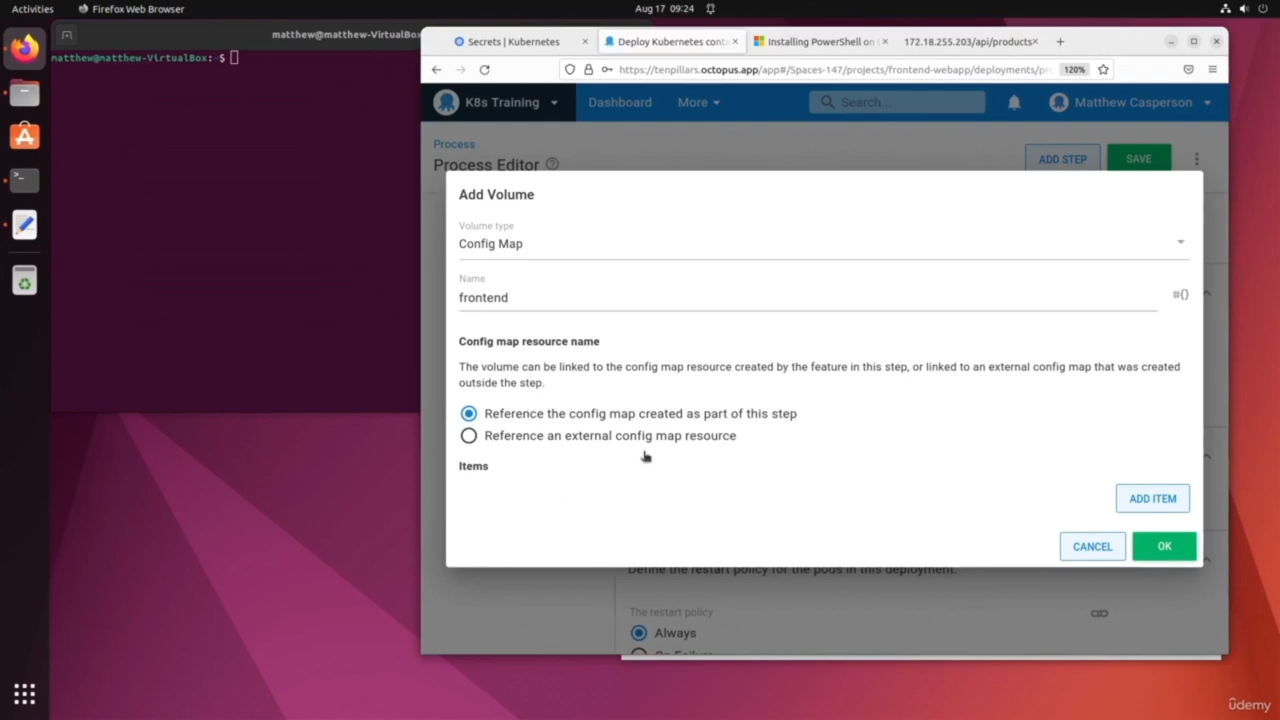 Activities
Firefox Web Browser
Aug 17 09:24
matthew@matthew-VirtualBox:
matthew@matthew-VirtualBox:~$
Secrets | Kubernetes
Deploy Kubernetes cont
Installing PowerShell on
172.18.255.203/api/products
https://tenpillars.octopus.app/app#/Spaces-147/projects/frontend-webapp/deployments/pr
120%
K8s Training
Dashboard
More
Search...
Matthew Casperson
Process
Process Editor
ADD STEP
SAVE
Add Volume
Volume type
Config Map
Name
frontend
#{}
Config map resource name
The volume can be linked to the config map resource created by the feature in this step, or linked to an external config map that was created
outside the step.
Reference the config map created as part of this step
Reference an external config map resource
Items
ADD ITEM
CANCEL
OK
Define the restart policy for the pods in this deployment.
The restart policy
Always
On Failure
udemy